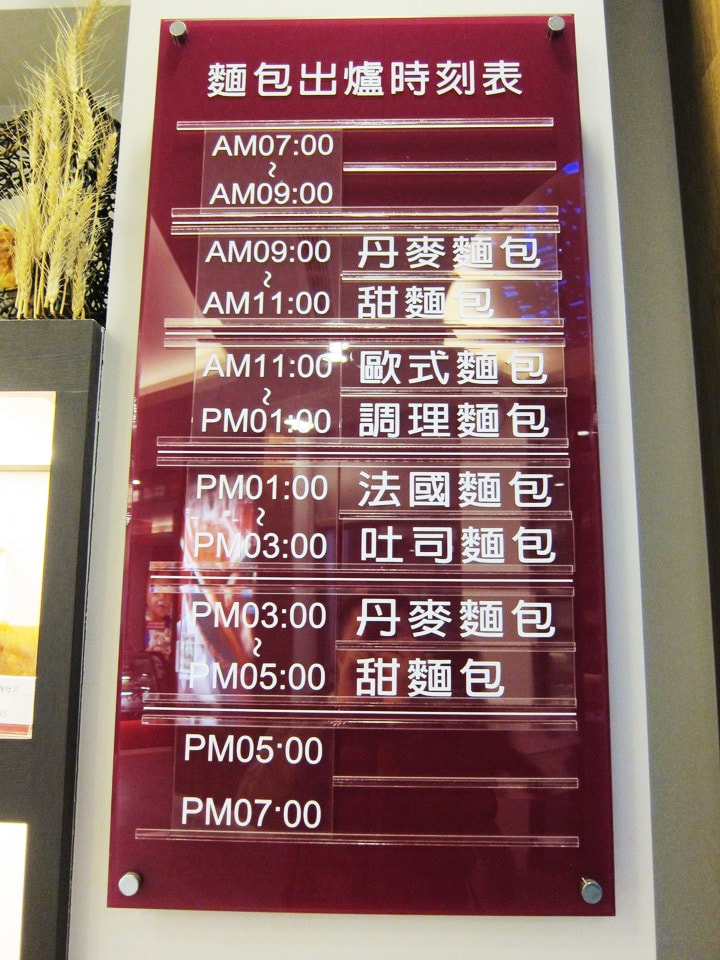 麵包出爐時刻表
AM07:00
~
AM09:00
AM09:00 丹麥麵包
~
AM11:00 甜麵包
AM11:00 歐式麵包
~
PM01:00 調理麵包
PM01:00 法國麵包
~
PM03:00 吐司麵包
PM03:00 丹麥麵包
~
PM05:00 甜麵包
PM05:00
PM07:00